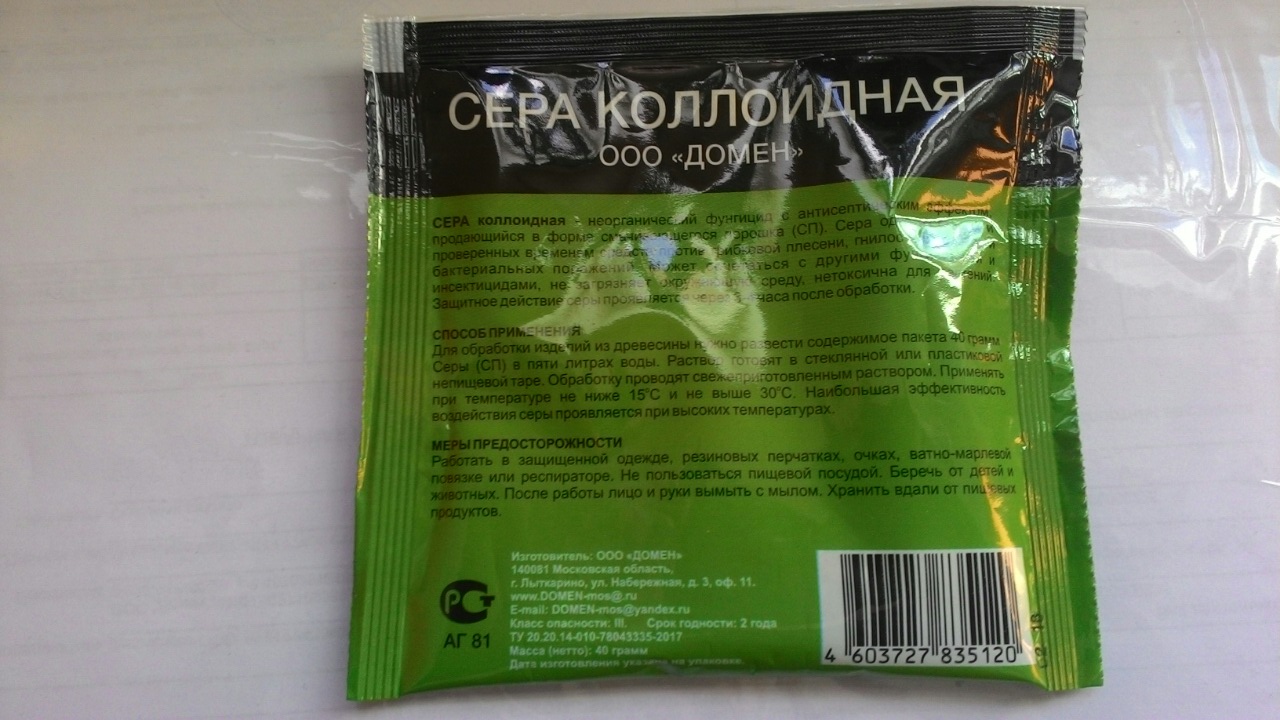 СЕРА КОЛЛОИДНАЯ
ООО «ДОМЕН»
СЕРА коллоидная - неорганический фунгицид с антисептическим эффектом,
продающийся в форме смачивающегося порошка (СП). Сера
проверенных временем средств против грибковой плесени,
бактериальных поражений, может сочетаться с другими и
инсектицидами, не загрязняет окружающую среду, нетоксична для
Защитное действие серы проявляется через часа после обработки.
СПОСОБ ПРИМЕНЕНИЯ
Для обработки изделий из древесины нужно развести содержимое пакета 40 грамм
Серы (СП) в пяти литрах воды. Раствор готовят в стеклянной или пластиковой
непищевой таре. Обработку проводят свежеприготовленным раствором. Применять
при температуре не ниже 15°С и не выше 30°С. Наибольшая эффективность
воздействия серы проявляется при высоких температурах.
МЕРЫ ПРЕДОСТОРОЖНОСТИ
Работать в защищенной одежде, резиновых перчатках, очках, ватно-марлевой
повязке или респираторе. Не пользоваться пищевой посудой. Беречь от детей и
животных. После работы лицо и руки вымыть с мылом. Хранить вдали от пищевых
продуктов.
Изготовитель: ООО «ДОМЕН»
140081 Московская область,
г. Лыткарино, ул. Набережная, д. 3, оф. 11.
www.DOMEN-mos@.ru
E-mail: DOMEN-mos@yandex.ru
Класс опасности: III. Срок годности: 2 года
ТУ 20.20.14-010-78043335-2017
Масса (нетто): 40 грамм
Дата изготовления указана на упаковке.
РСТ
АГ 81
4 603727 835120